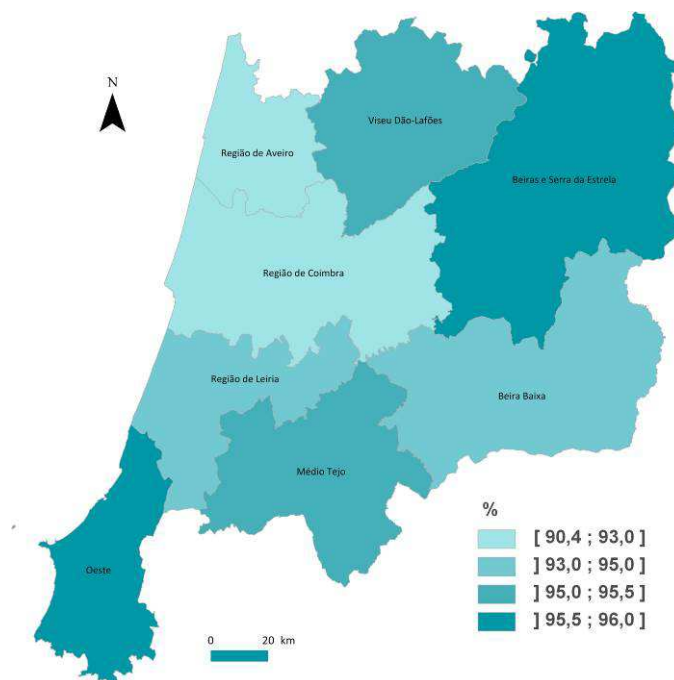 N
Viseu Dão-Lafões
Região de Aveiro
Beiras e Serra da Estrela
Região de Coimbra
Região de Leiria
Beira Baixa
Médio Tejo
Oeste
%
[ 90,4 ; 93,0 ]
] 93,0 ; 95,0 ]
] 95,0 ; 95,5 ]
] 95,5 ; 96,0 ]
0 20 km